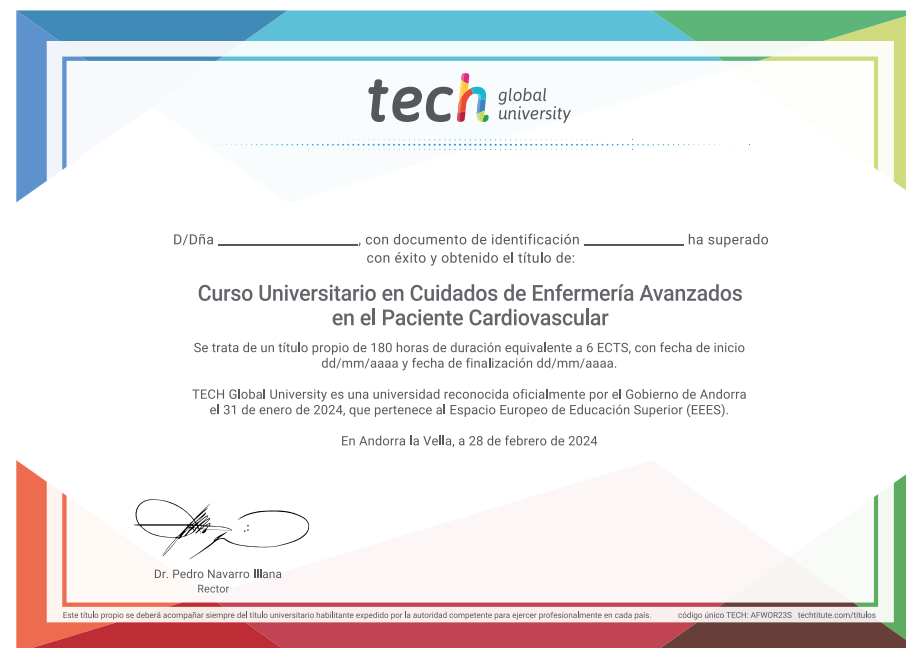 tech global university
D/Dña ____________________, con documento de identificación ______________ ha superado
con éxito y obtenido el título de:
Curso Universitario en Cuidados de Enfermería Avanzados
en el Paciente Cardiovascular
Se trata de un título propio de 180 horas de duración equivalente a 6 ECTS, con fecha de inicio
dd/mm/aaaa y fecha de finalización dd/mm/aaaa.
TECH Global University es una universidad reconocida oficialmente por el Gobierno de Andorra
el 31 de enero de 2024, que pertenece al Espacio Europeo de Educación Superior (EEES).
En Andorra la Vella, a 28 de febrero de 2024
Dr. Pedro Navarro Illana
Rector
Este título propio se deberá acompañar siempre del título universitario habilitante expedido por la autoridad competente para ejercer profesionalmente en cada país. código único TECH: AFWOR23S techtitute.com/titulos